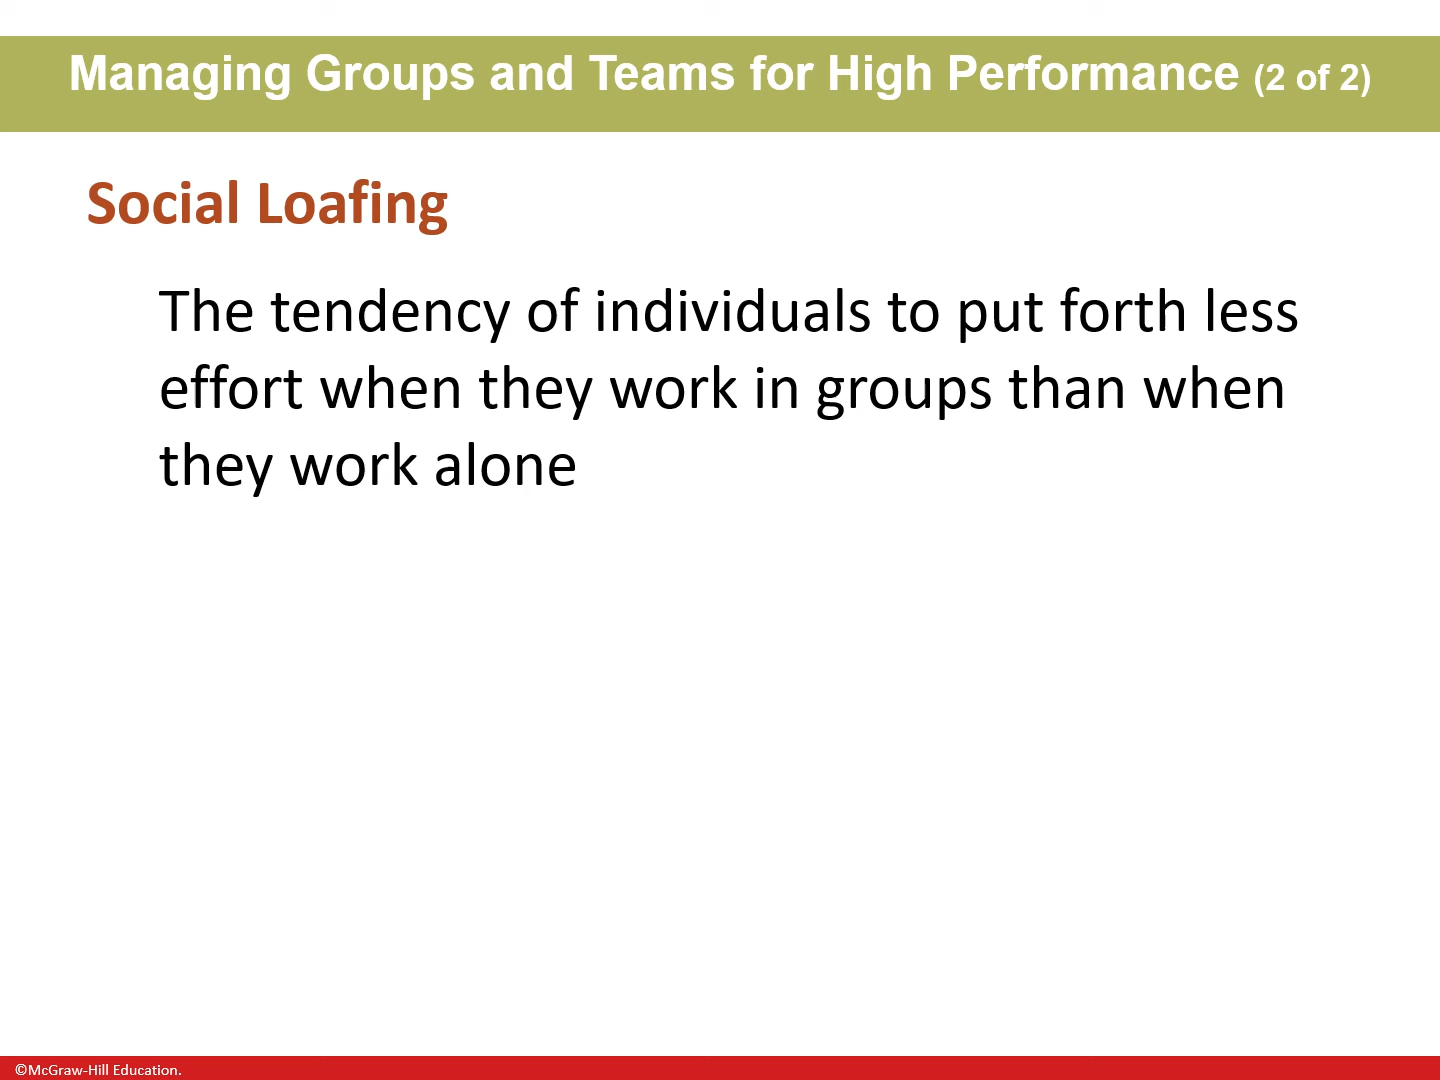 Managing Groups and Teams for High Performance (2 of 2)
Social Loafing
The tendency of individuals to put forth less
effort when they work in groups than when
they work alone
©McGraw-Hill Education.